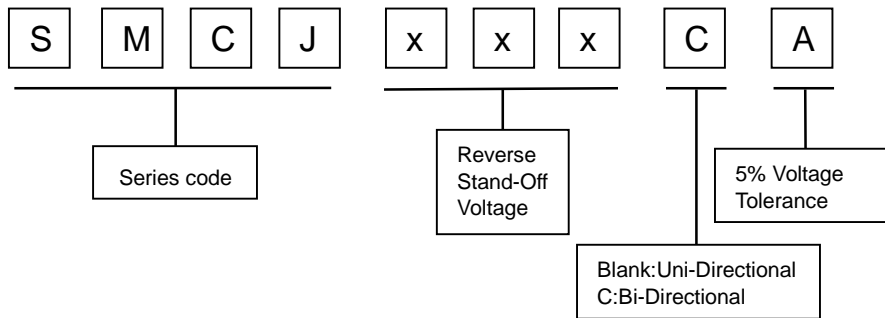 S M C J x x x C A
Series code
Reverse
Stand-Off
Voltage
5% Voltage
Tolerance
Blank:Uni-Directional
C:Bi-Directional